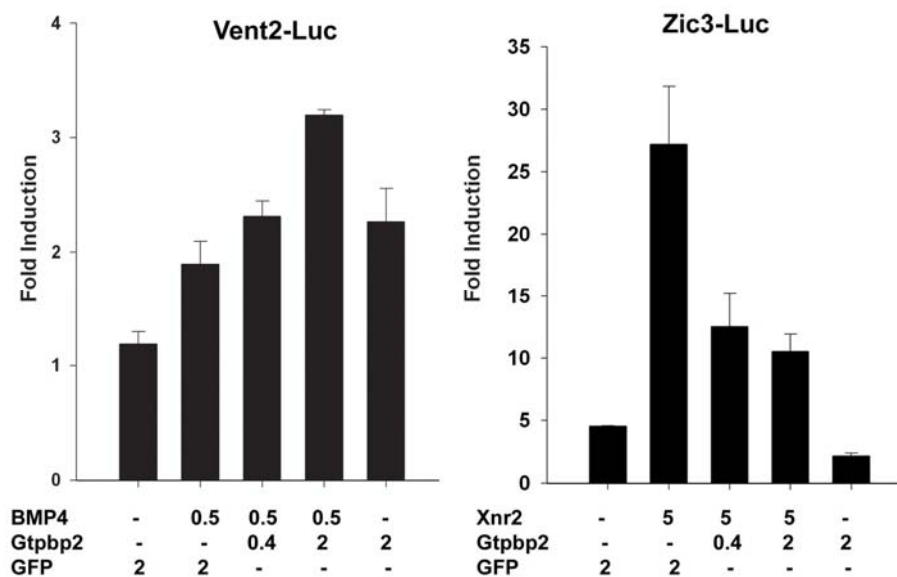 Vent2-Luc
Fold Induction
4
3
2
1
0
BMP4 - 0.5 0.5 0.5 -
Gtpbp2 - - 0.4 2 2
GFP 2 2 - - -
Zic3-Luc
Fold Induction
35
30
25
20
15
10
5
0
Xnr2 - 5 5 5 -
Gtpbp2 - - 0.4 2 2
GFP 2 2 - - -